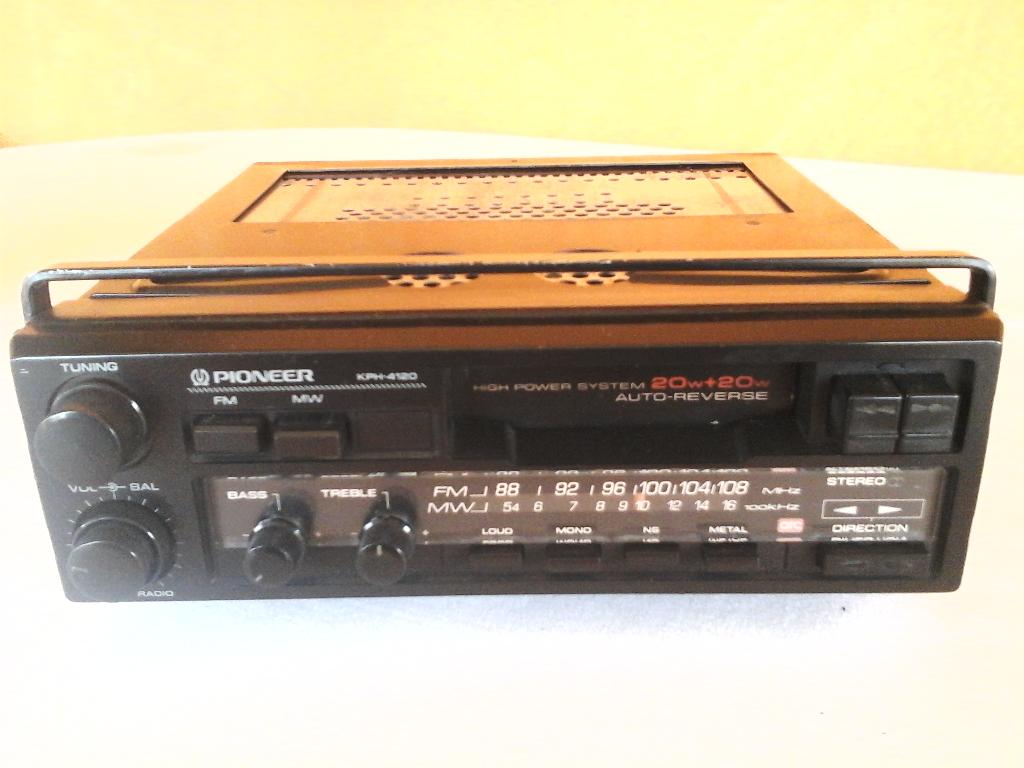 TUNING
PIONEER KPH-4120
FM MW
HIGH POWER SYSTEM 20W+20W
AUTO-REVERSE
VOL BAL
RADIO
BASS TREBLE
FM 88 92 96 100 104 108 MHz
MW 54 6 7 8 9 10 12 14 16 100kHz
LOUD MONO NS METAL
STEREO
DIRECTION